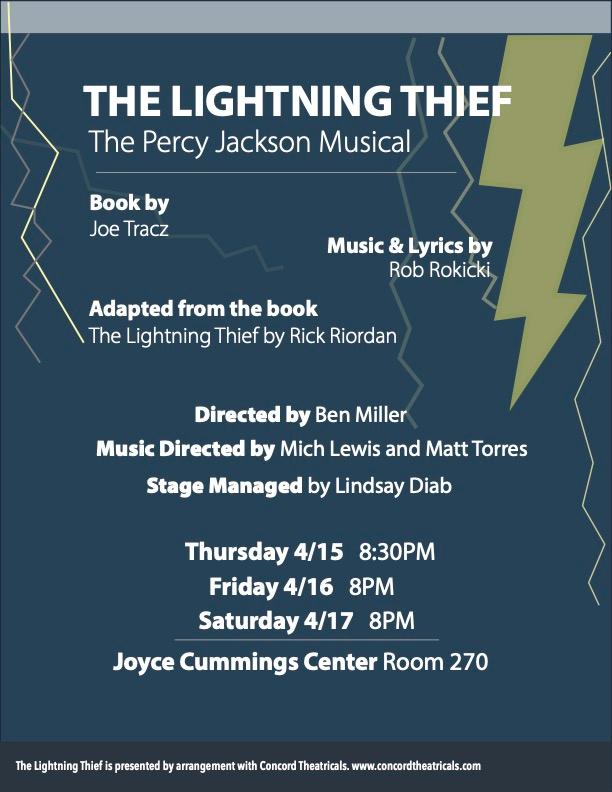 THE LIGHTNING THIEF
The Percy Jackson Musical
Book by
Joe Tracz
Music & Lyrics by
Rob Rokicki
Adapted from the book
The Lightning Thief by Rick Riordan
Directed by Ben Miller
Music Directed by Mich Lewis and Matt Torres
Stage Managed by Lindsay Diab
Thursday 4/15 8:30PM
Friday 4/16 8PM
Saturday 4/17 8PM
Joyce Cummings Center Room 270
The Lightning Thief is presented by arrangement with Concord Theatricals. www.concordtheatricals.com